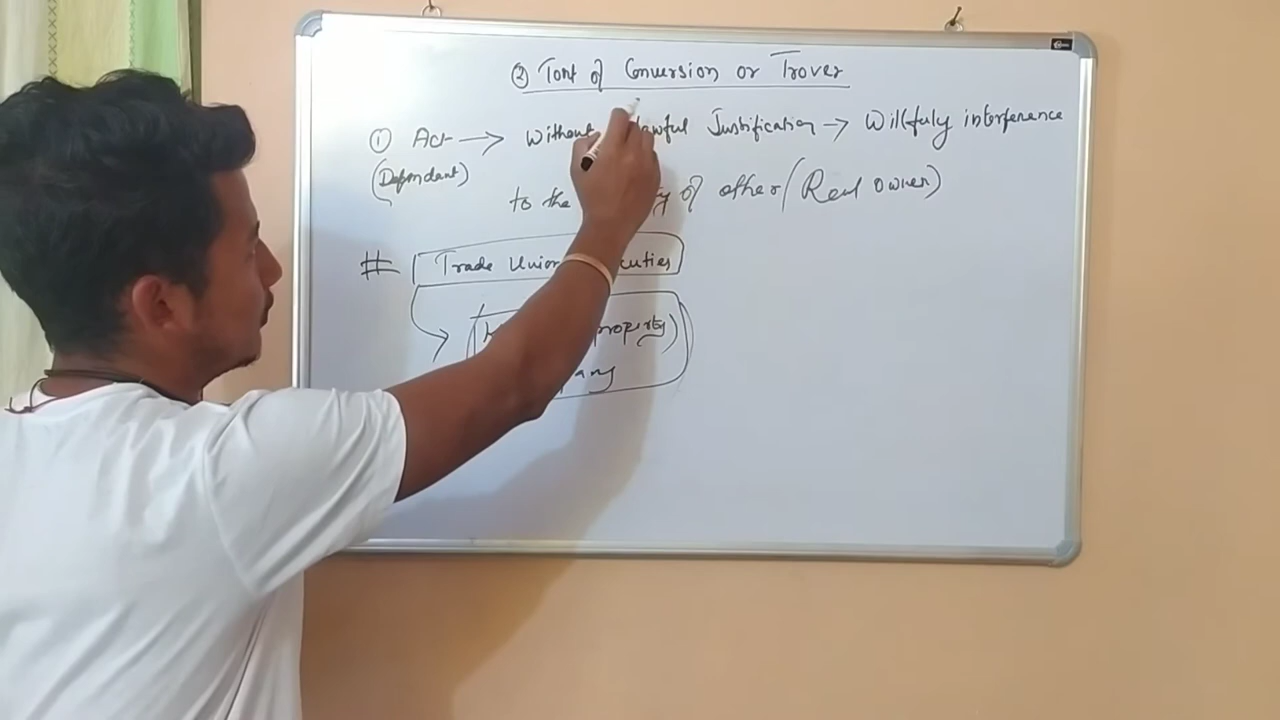 ② Tort of Conversion or Trover
① Act → Without lawful Justification → Willfuly interference
(Defendant)
to the of other (Real owner)
# Trade Union
→ property)